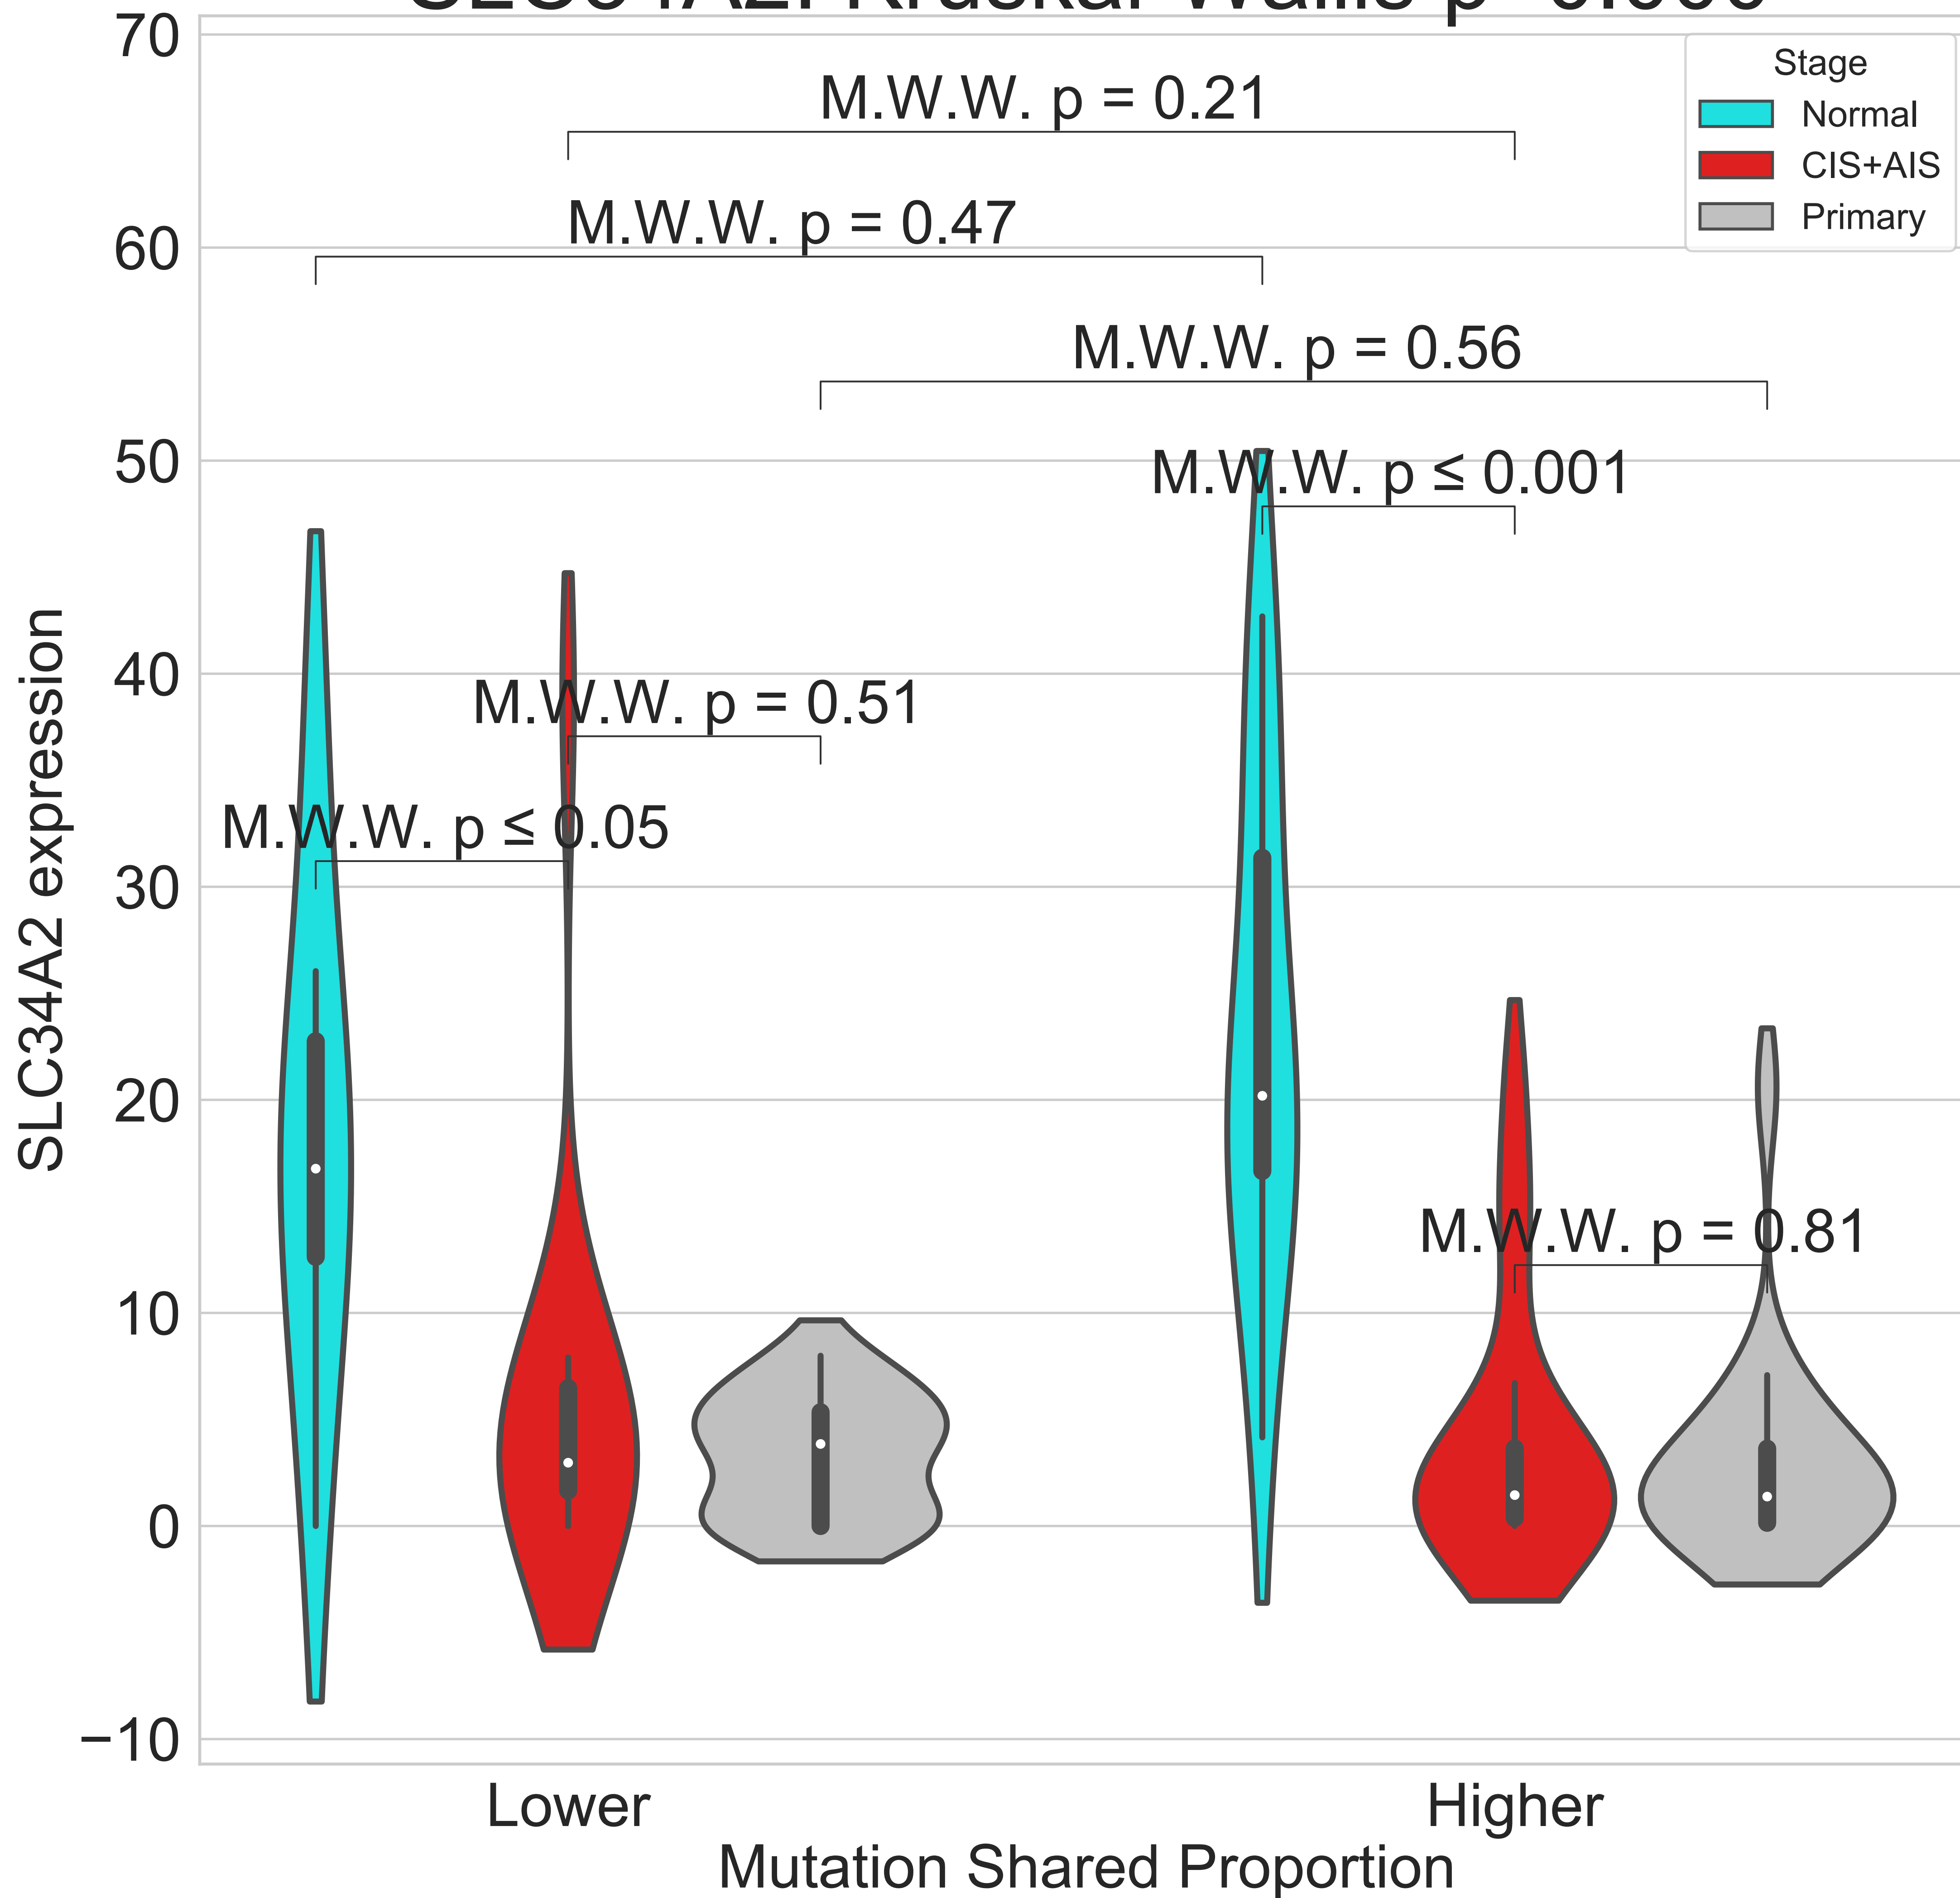 70
Stage
Normal
CIS+AIS
Primary
M.W.W. p = 0.21
M.W.W. p = 0.47
60
M.W.W. p = 0.56
50
M.W.W. p ≤ 0.001
40
M.W.W. p = 0.51
M.W.W. p ≤ 0.05
30
SLC34A2 expression
20
M.W.W. p = 0.81
10
0
−10
Lower
Higher
Mutation Shared Proportion